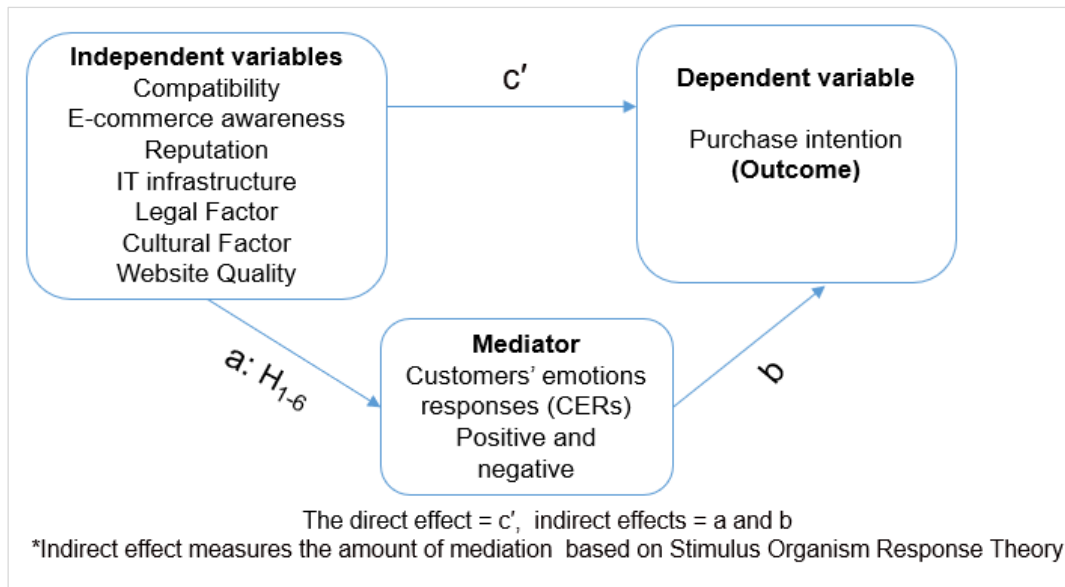 Independent variables
Compatibility
E-commerce awareness
Reputation
IT infrastructure
Legal Factor
Cultural Factor
Website Quality
c′
Dependent variable
Purchase intention
(Outcome)
a: H1-6
Mediator
Customers’ emotions
responses (CERs)
Positive and
negative
b
The direct effect = c′, indirect effects = a and b
*Indirect effect measures the amount of mediation based on Stimulus Organism Response Theory